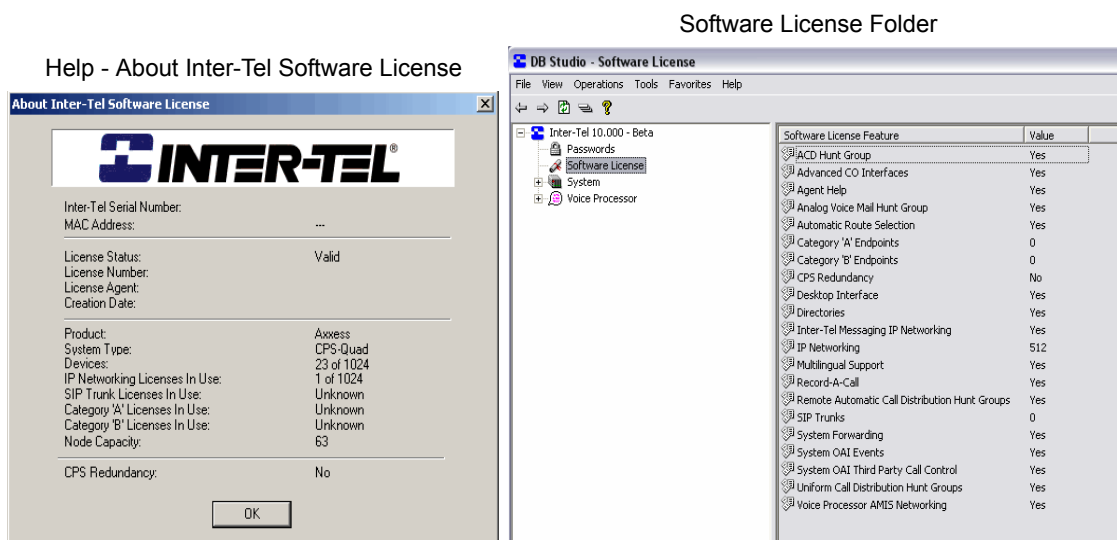 Software License Folder
Help - About Inter-Tel Software License
About Inter-Tel Software License
INTER-TEL®
Inter-Tel Serial Number:
MAC Address: ---
License Status: Valid
License Number:
License Agent:
Creation Date:
Product: Axxess
System Type: CPS-Quad
Devices: 23 of 1024
IP Networking Licenses In Use: 1 of 1024
SIP Trunk Licenses In Use: Unknown
Category 'A' Licenses In Use: Unknown
Category 'B' Licenses In Use: Unknown
Node Capacity: 63
CPS Redundancy: No
OK
DB Studio - Software License
File View Operations Tools Favorites Help
Inter-Tel 10.000 - Beta
Passwords
Software License
System
Voice Processor
Software License Feature Value
ACD Hunt Group Yes
Advanced CO Interfaces Yes
Agent Help Yes
Analog Voice Mail Hunt Group Yes
Automatic Route Selection Yes
Category 'A' Endpoints 0
Category 'B' Endpoints 0
CPS Redundancy No
Desktop Interface Yes
Directories Yes
Inter-Tel Messaging IP Networking Yes
IP Networking 512
Multilingual Support Yes
Record-A-Call Yes
Remote Automatic Call Distribution Hunt Groups Yes
SIP Trunks 0
System Forwarding Yes
System OAI Events Yes
System OAI Third Party Call Control Yes
Uniform Call Distribution Hunt Groups Yes
Voice Processor AMIS Networking Yes